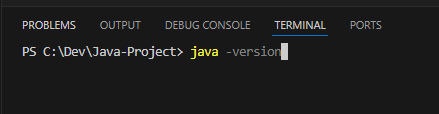 PROBLEMS OUTPUT DEBUG CONSOLE TERMINAL PORTS
PS C:\Dev\Java-Project> java -version